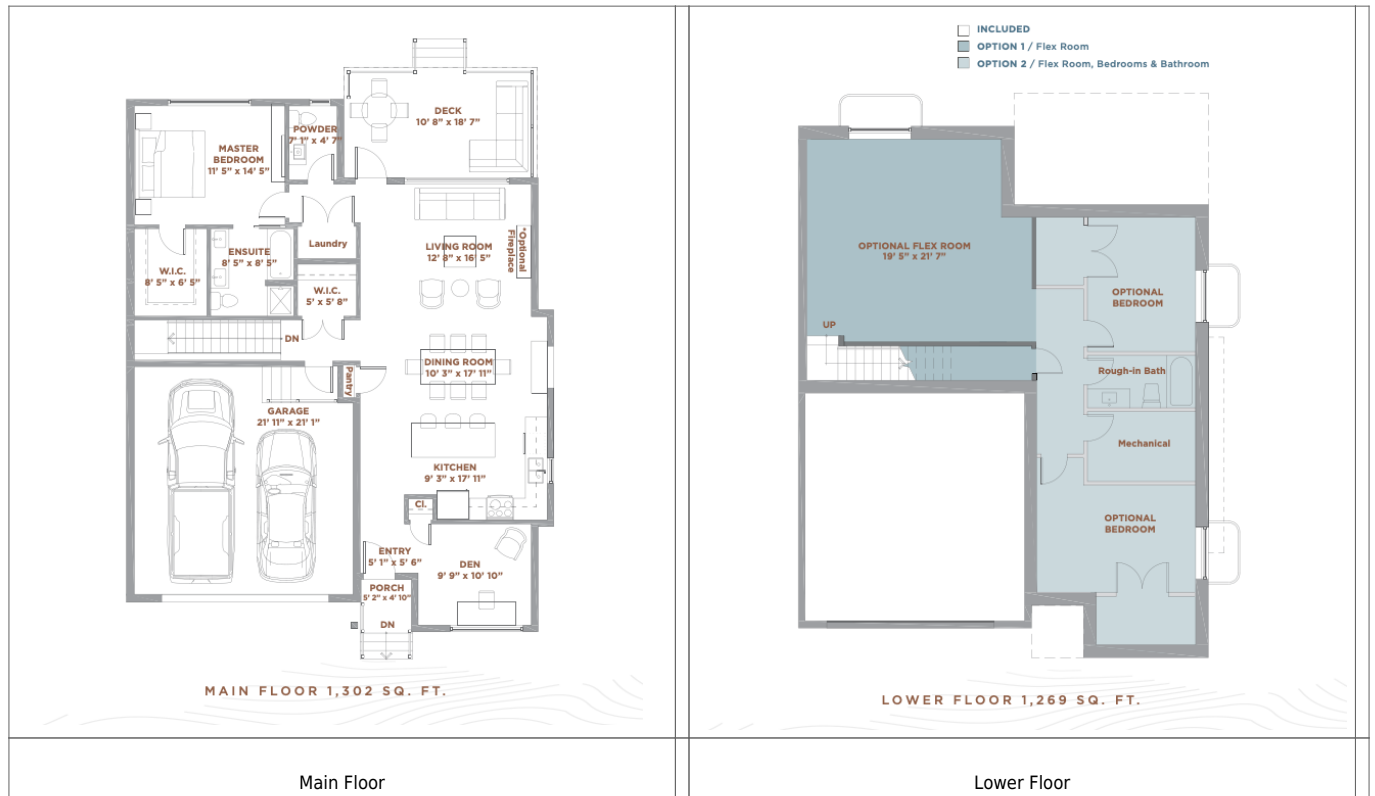 DECK
10' 8" x 18' 7"
POWDER
7' 1" x 4' 7"
MASTER
BEDROOM
11' 5" x 14' 5"
Laundry
ENSUITE
8' 5" x 8' 5"
W.I.C.
8' 5" x 6' 5"
W.I.C.
5' x 5' 8"
LIVING ROOM
12' 8" x 16' 5"
*Optional
Fireplace
DN
DINING ROOM
10' 3" x 17' 11"
Pantry
GARAGE
21' 11" x 21' 1"
KITCHEN
9' 3" x 17' 11"
Cl.
ENTRY
5' 1" x 5' 6"
DEN
9' 9" x 10' 10"
PORCH
5' 2" x 4' 10"
DN
MAIN FLOOR 1,302 SQ. FT.
Main Floor
INCLUDED
OPTION 1 / Flex Room
OPTION 2 / Flex Room, Bedrooms & Bathroom
OPTIONAL FLEX ROOM
19' 5" x 21' 7"
OPTIONAL
BEDROOM
UP
Rough-in Bath
Mechanical
OPTIONAL
BEDROOM
LOWER FLOOR 1,269 SQ. FT.
Lower Floor